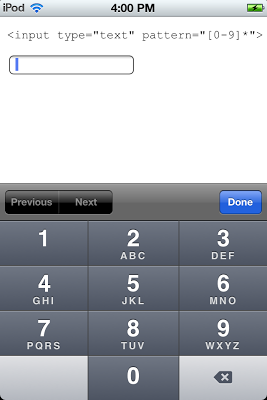 iPod 4:00 PM
<input type="text" pattern="[0-9]*">
Previous Next Done
1 2 3
ABC DEF
4 5 6
GHI JKL MNO
7 8 9
PQRS TUV WXYZ
0